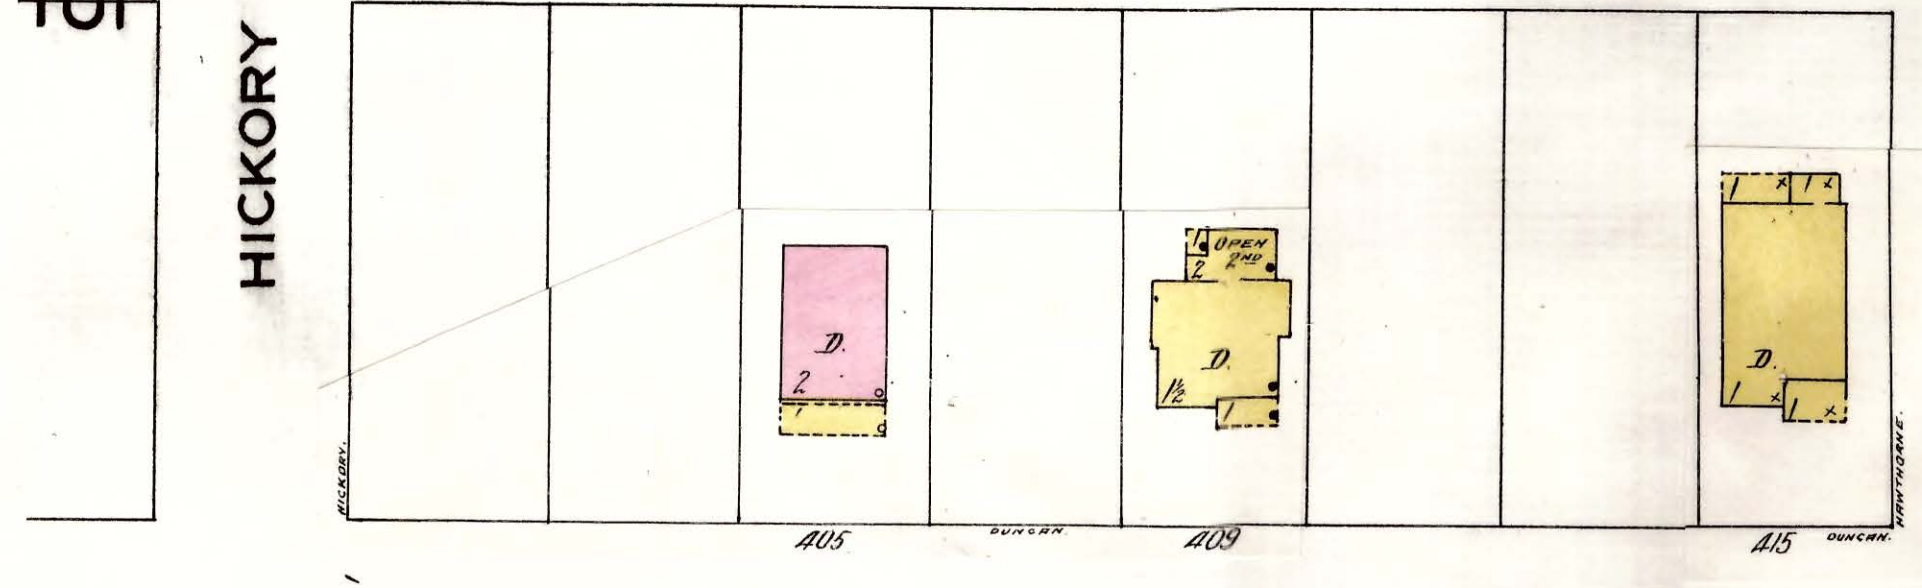 HICKORY
HICKORY.
D.
2
1
405
DUNCAN.
1
OPEN
2ND
2
D.
1½
1
409
1 x
1 x
D.
1 x
1 x
415
DUNCAN.
HAWTHORNE.